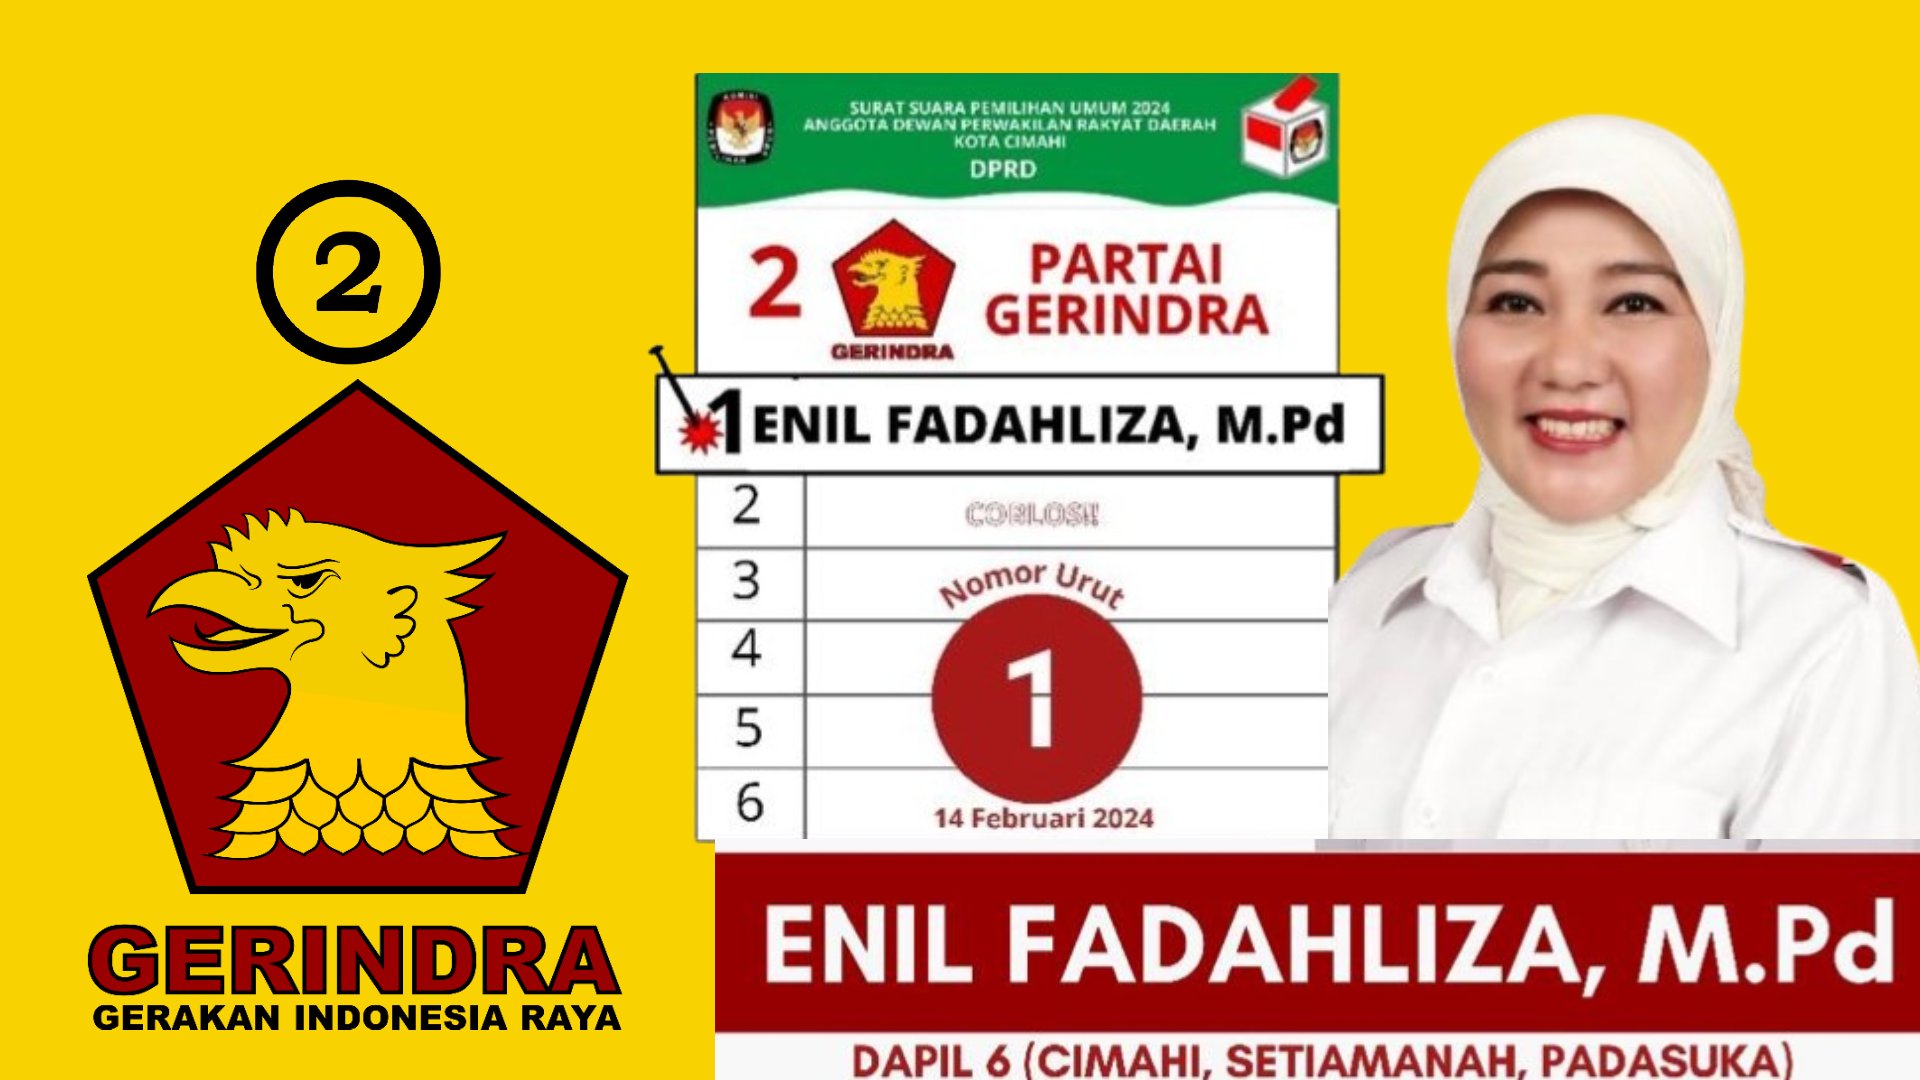 2
GERINDRA
GERAKAN INDONESIA RAYA
SURAT SUARA PEMILIHAN UMUM 2024
ANGGOTA DEWAN PERWAKILAN RAKYAT DAERAH
KOTA CIMAHI
DPRD
2
GERINDRA
PARTAI
GERINDRA
1 ENIL FADAHLIZA, M.Pd
2 COBLOS!!
3
Nomor Urut
4
1
5
6
14 Februari 2024
ENIL FADAHLIZA, M.Pd
DAPIL 6 (CIMAHI, SETIAMANAH, PADASUKA)